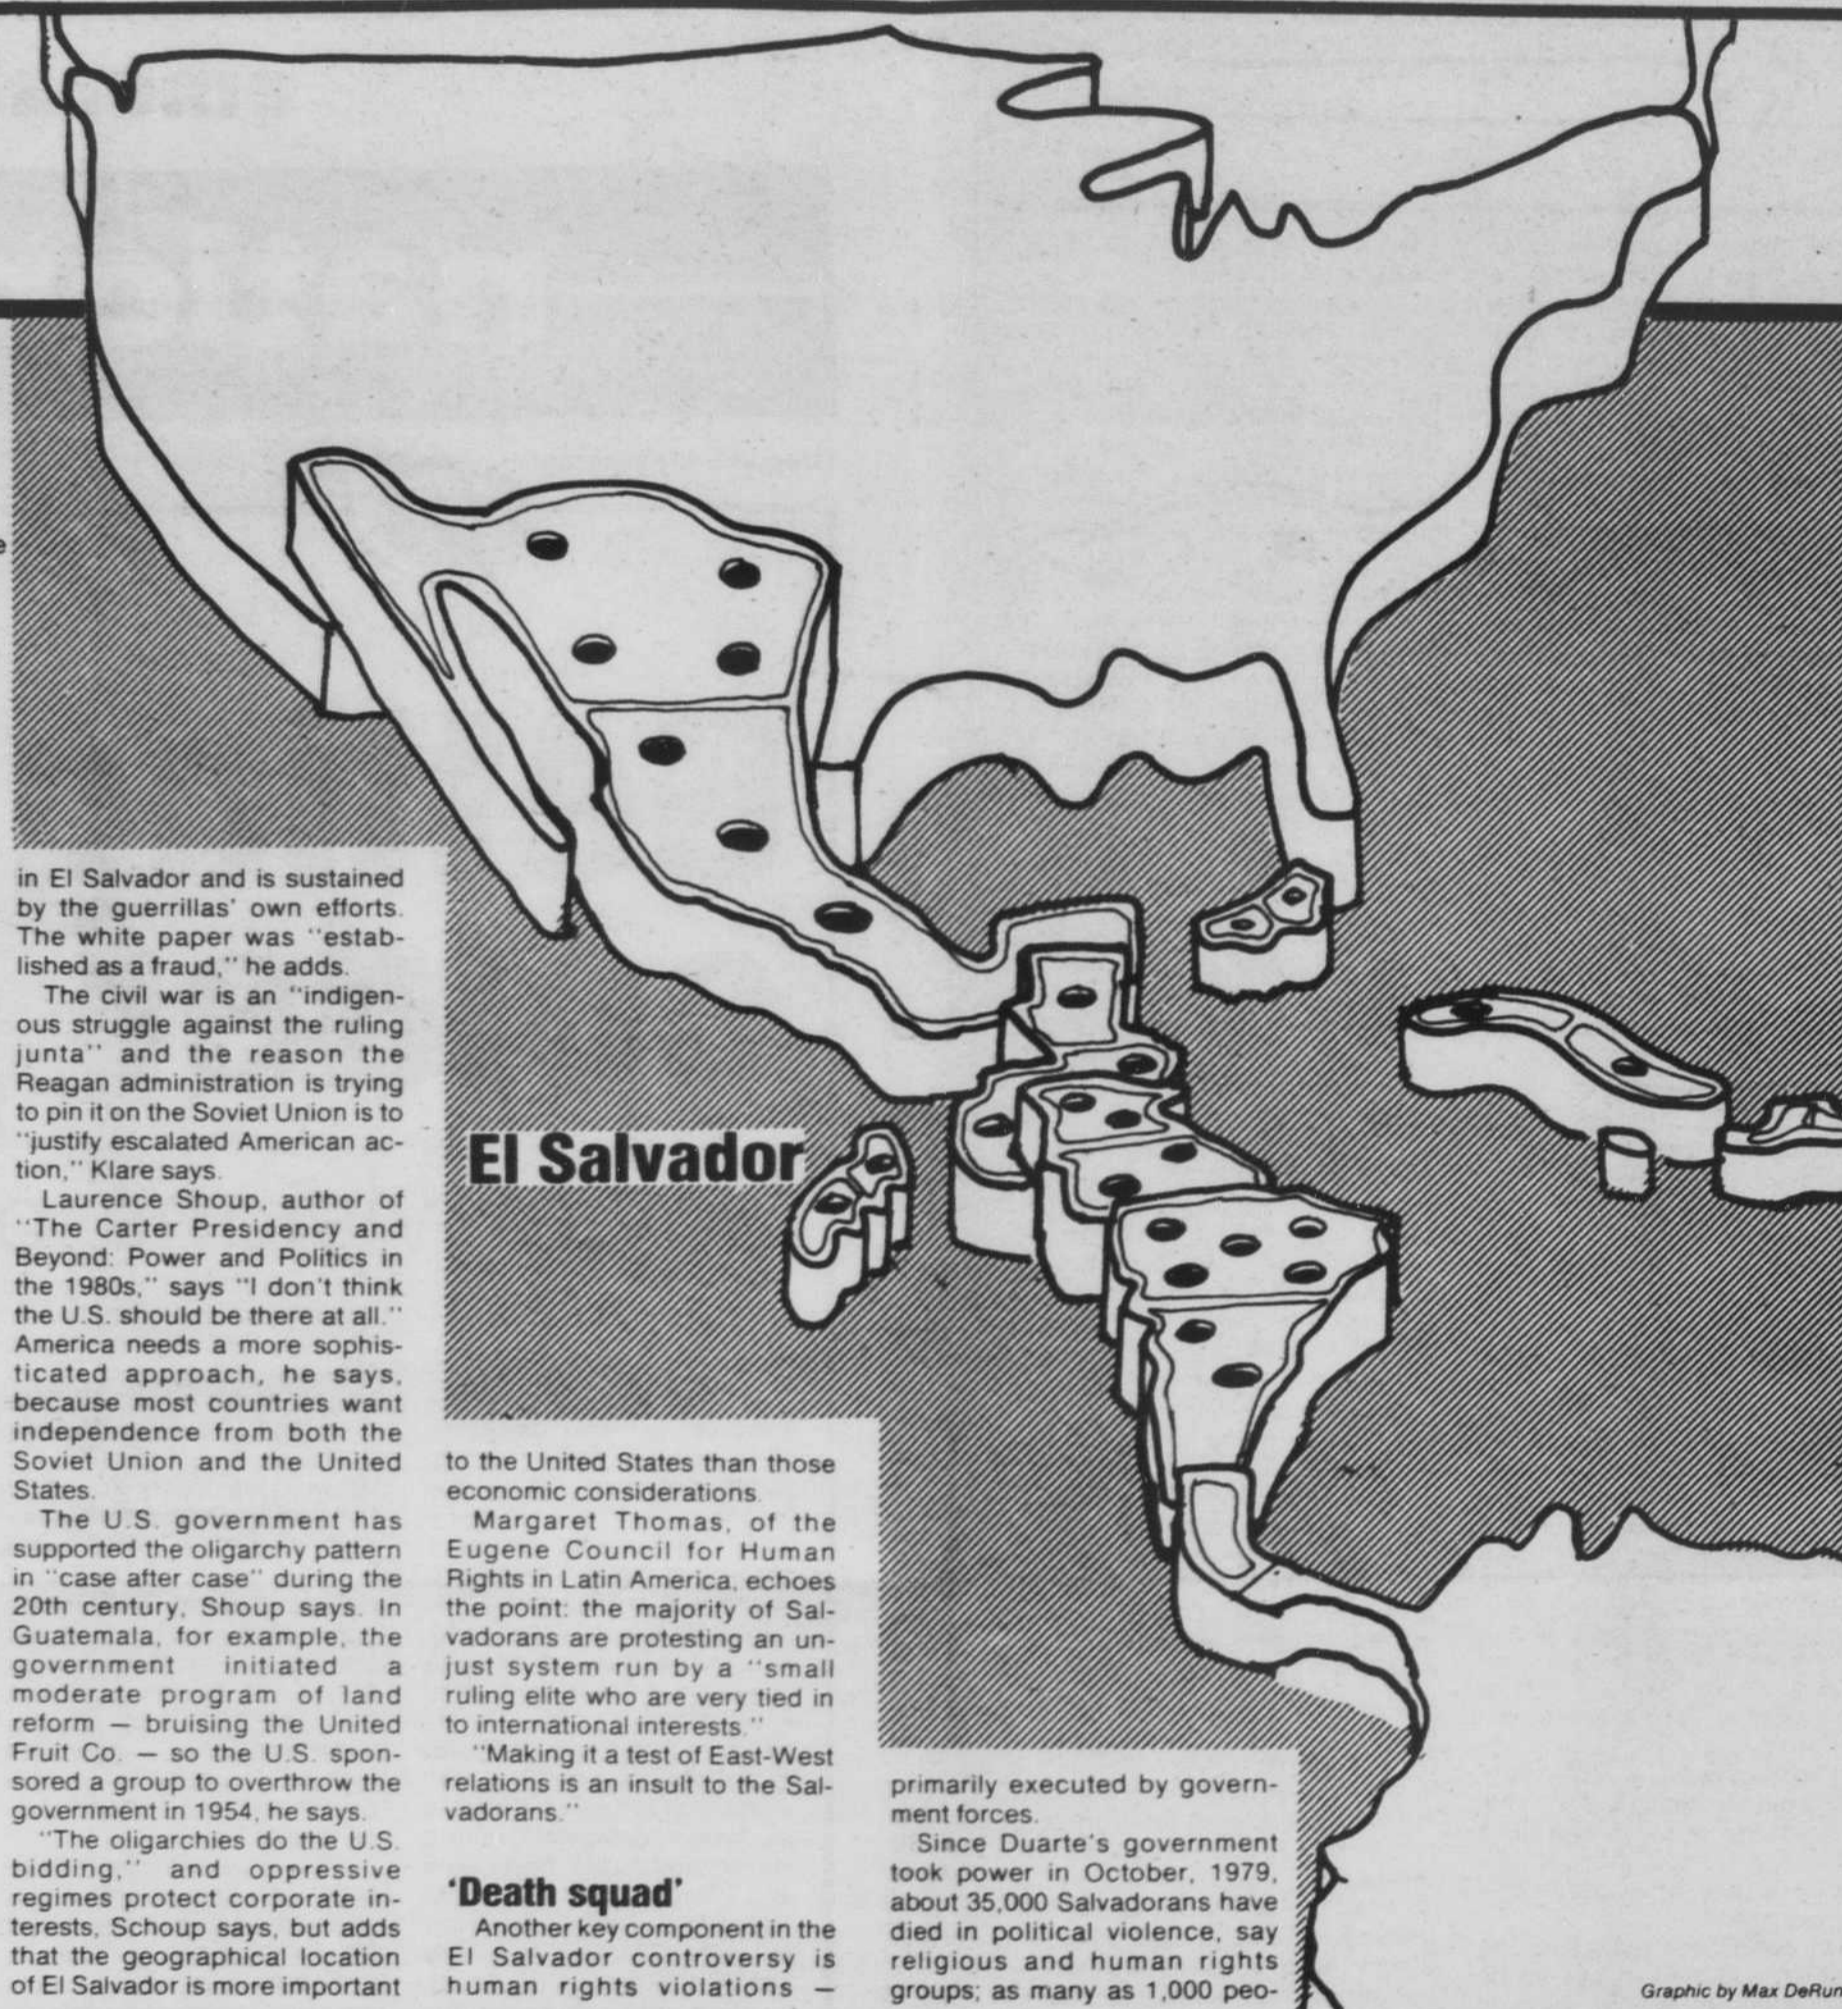 in El Salvador and is sustained
by the guerrillas' own efforts.
The white paper was "estab-
lished as a fraud," he adds.
The civil war is an "indigen-
ous struggle against the ruling
junta" and the reason the
Reagan administration is trying
to pin it on the Soviet Union is to
"justify escalated American ac-
tion," Klare says.
Laurence Shoup, author of
"The Carter Presidency and
Beyond: Power and Politics in
the 1980s," says "I don't think
the U.S. should be there at all."
America needs a more sophis-
ticated approach, he says,
because most countries want
independence from both the
Soviet Union and the United
States.
The U.S. government has
supported the oligarchy pattern
in "case after case" during the
20th century, Shoup says. In
Guatemala, for example, the
government initiated a
moderate program of land
reform — bruising the United
Fruit Co. — so the U.S. spon-
sored a group to overthrow the
government in 1954, he says.
"The oligarchies do the U.S.
bidding," and oppressive
regimes protect corporate in-
terests, Schoup says, but adds
that the geographical location
of El Salvador is more important
El Salvador
to the United States than those
economic considerations.
Margaret Thomas, of the
Eugene Council for Human
Rights in Latin America, echoes
the point: the majority of Sal-
vadorans are protesting an un-
just system run by a "small
ruling elite who are very tied in
to international interests."
"Making it a test of East-West
relations is an insult to the Sal-
vadorans."
'Death squad'
Another key component in the
El Salvador controversy is
human rights violations —
primarily executed by govern-
ment forces.
Since Duarte's government
took power in October, 1979,
about 35,000 Salvadorans have
died in political violence, say
religious and human rights
groups; as many as 1,000 peo-
Graphic by Max DeRun